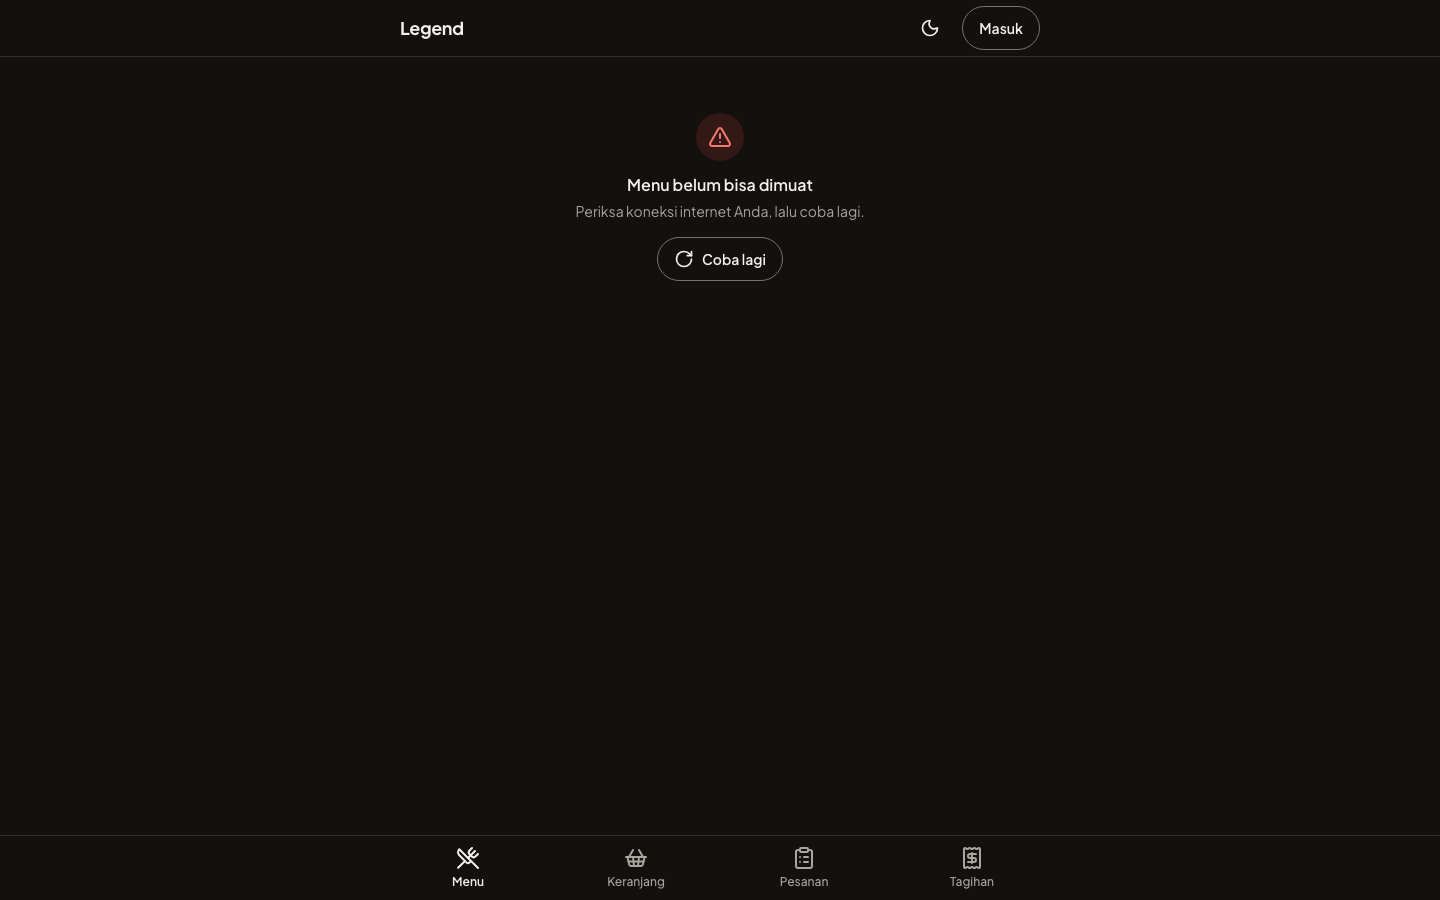 Legend
Masuk
Menu belum bisa dimuat
Periksa koneksi internet Anda, lalu coba lagi.
Coba lagi
Menu
Keranjang
Pesanan
Tagihan